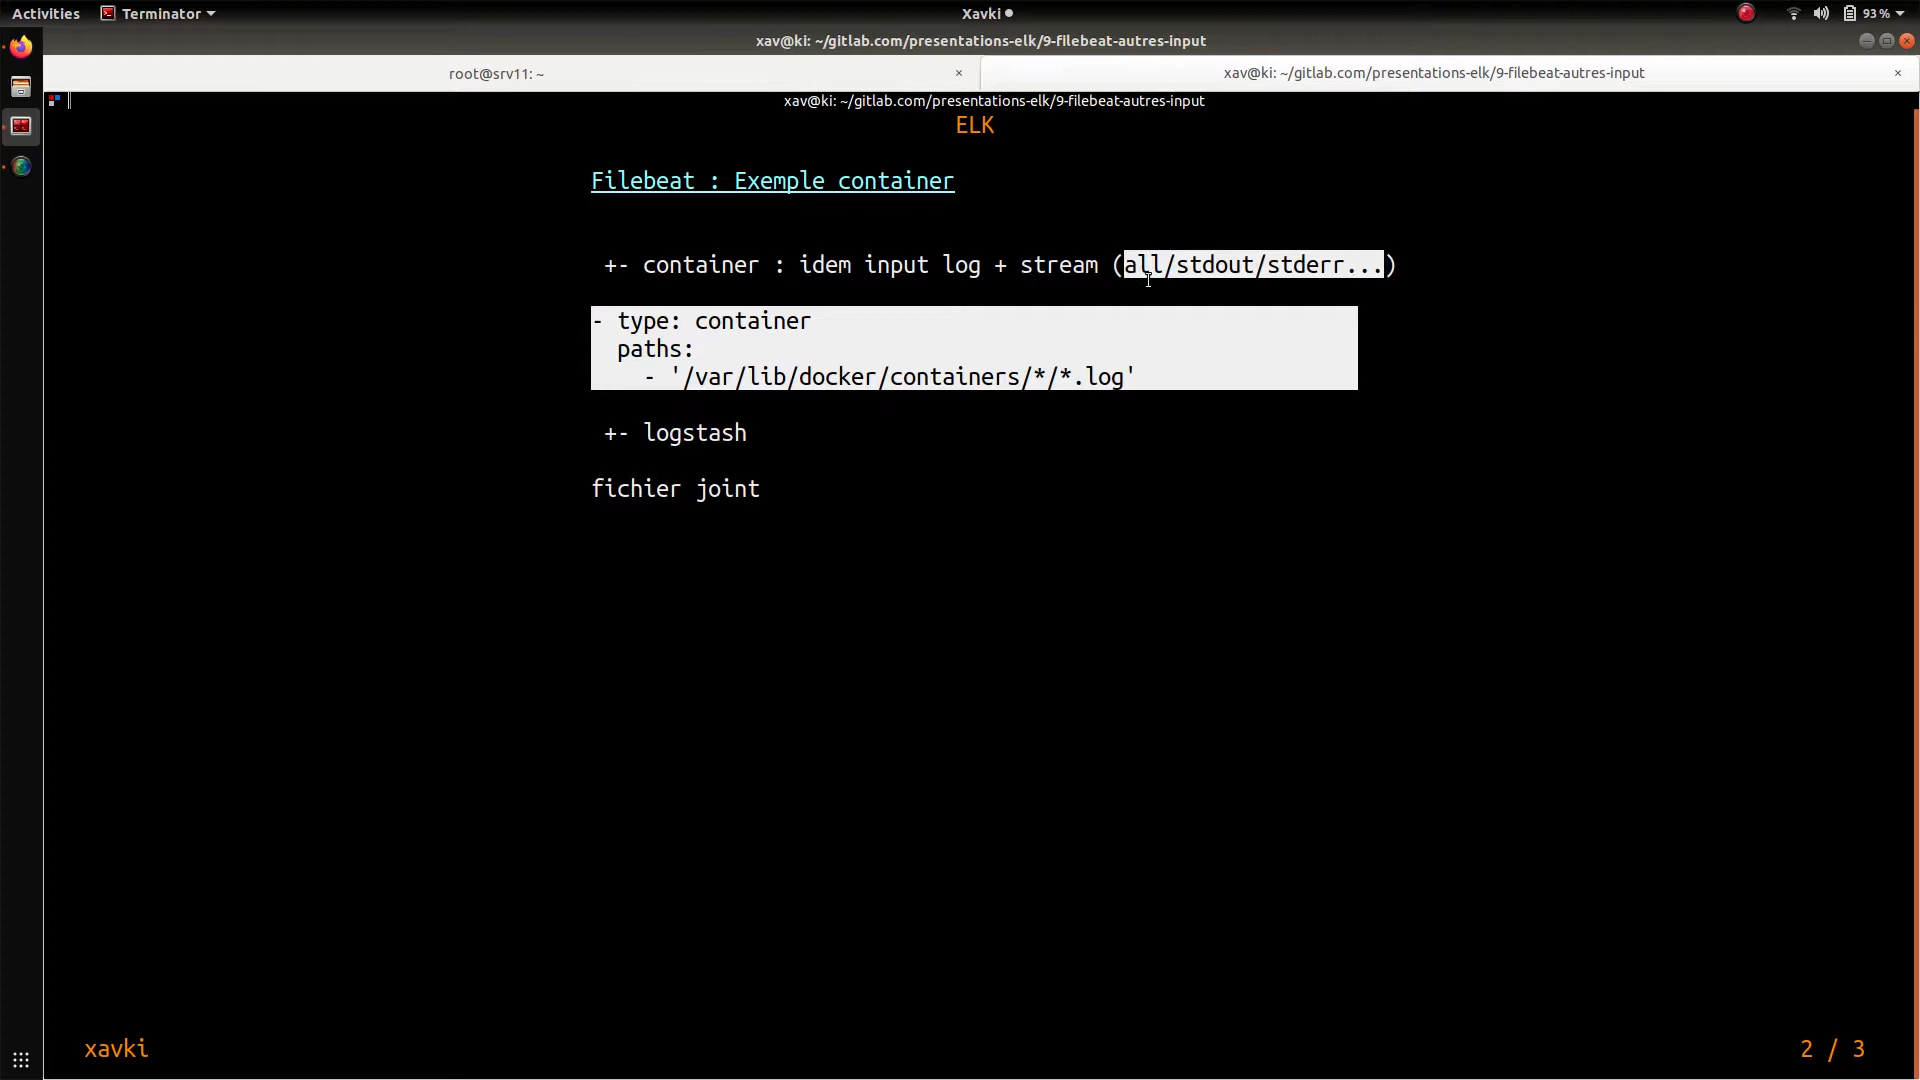 Activities Terminator Xavki 93%
xav@ki: ~/gitlab.com/presentations-elk/9-filebeat-autres-input
root@srv11: ~ × xav@ki: ~/gitlab.com/presentations-elk/9-filebeat-autres-input ×
xav@ki: ~/gitlab.com/presentations-elk/9-filebeat-autres-input
ELK
Filebeat : Exemple container
+- container : idem input log + stream (all/stdout/stderr...)
- type: container
paths:
- '/var/lib/docker/containers/*/*.log'
+- logstash
fichier joint
xavki 2 / 3